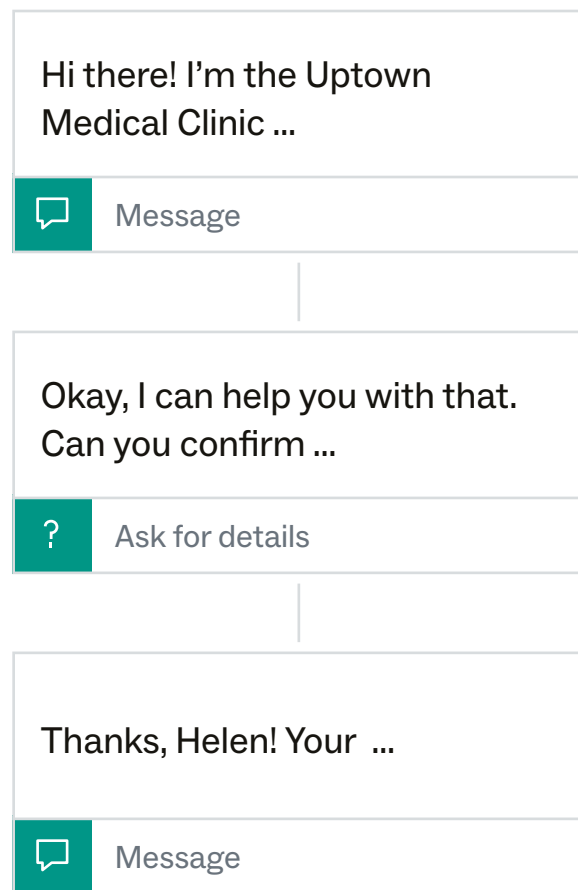 Hi there! I’m the Uptown
Medical Clinic ...
Message
Okay, I can help you with that.
Can you confirm ...
? Ask for details
Thanks, Helen! Your ...
Message